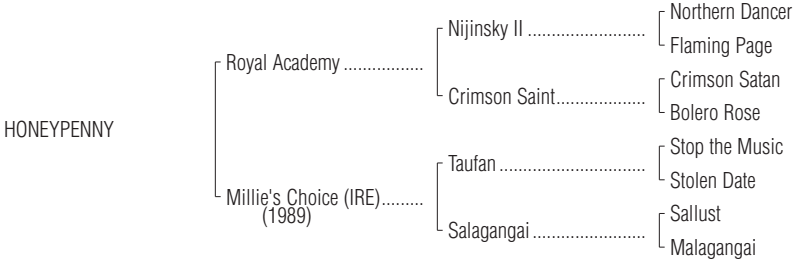 Northern Dancer
Nijinsky II ..........................
Flaming Page
Royal Academy .................
Crimson Satan
Crimson Saint...................
Bolero Rose
HONEYPENNY
Stop the Music
Taufan ................................
Stolen Date
Millie's Choice (IRE).........
(1989)
Sallust
Salagangai .........................
Malagangai